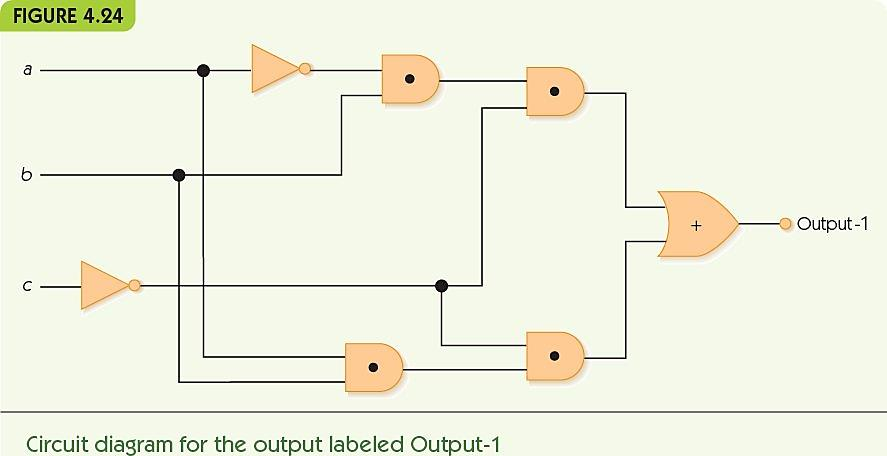 FIGURE 4.24
a
b
c
+
Output-1
Circuit diagram for the output labeled Output-1